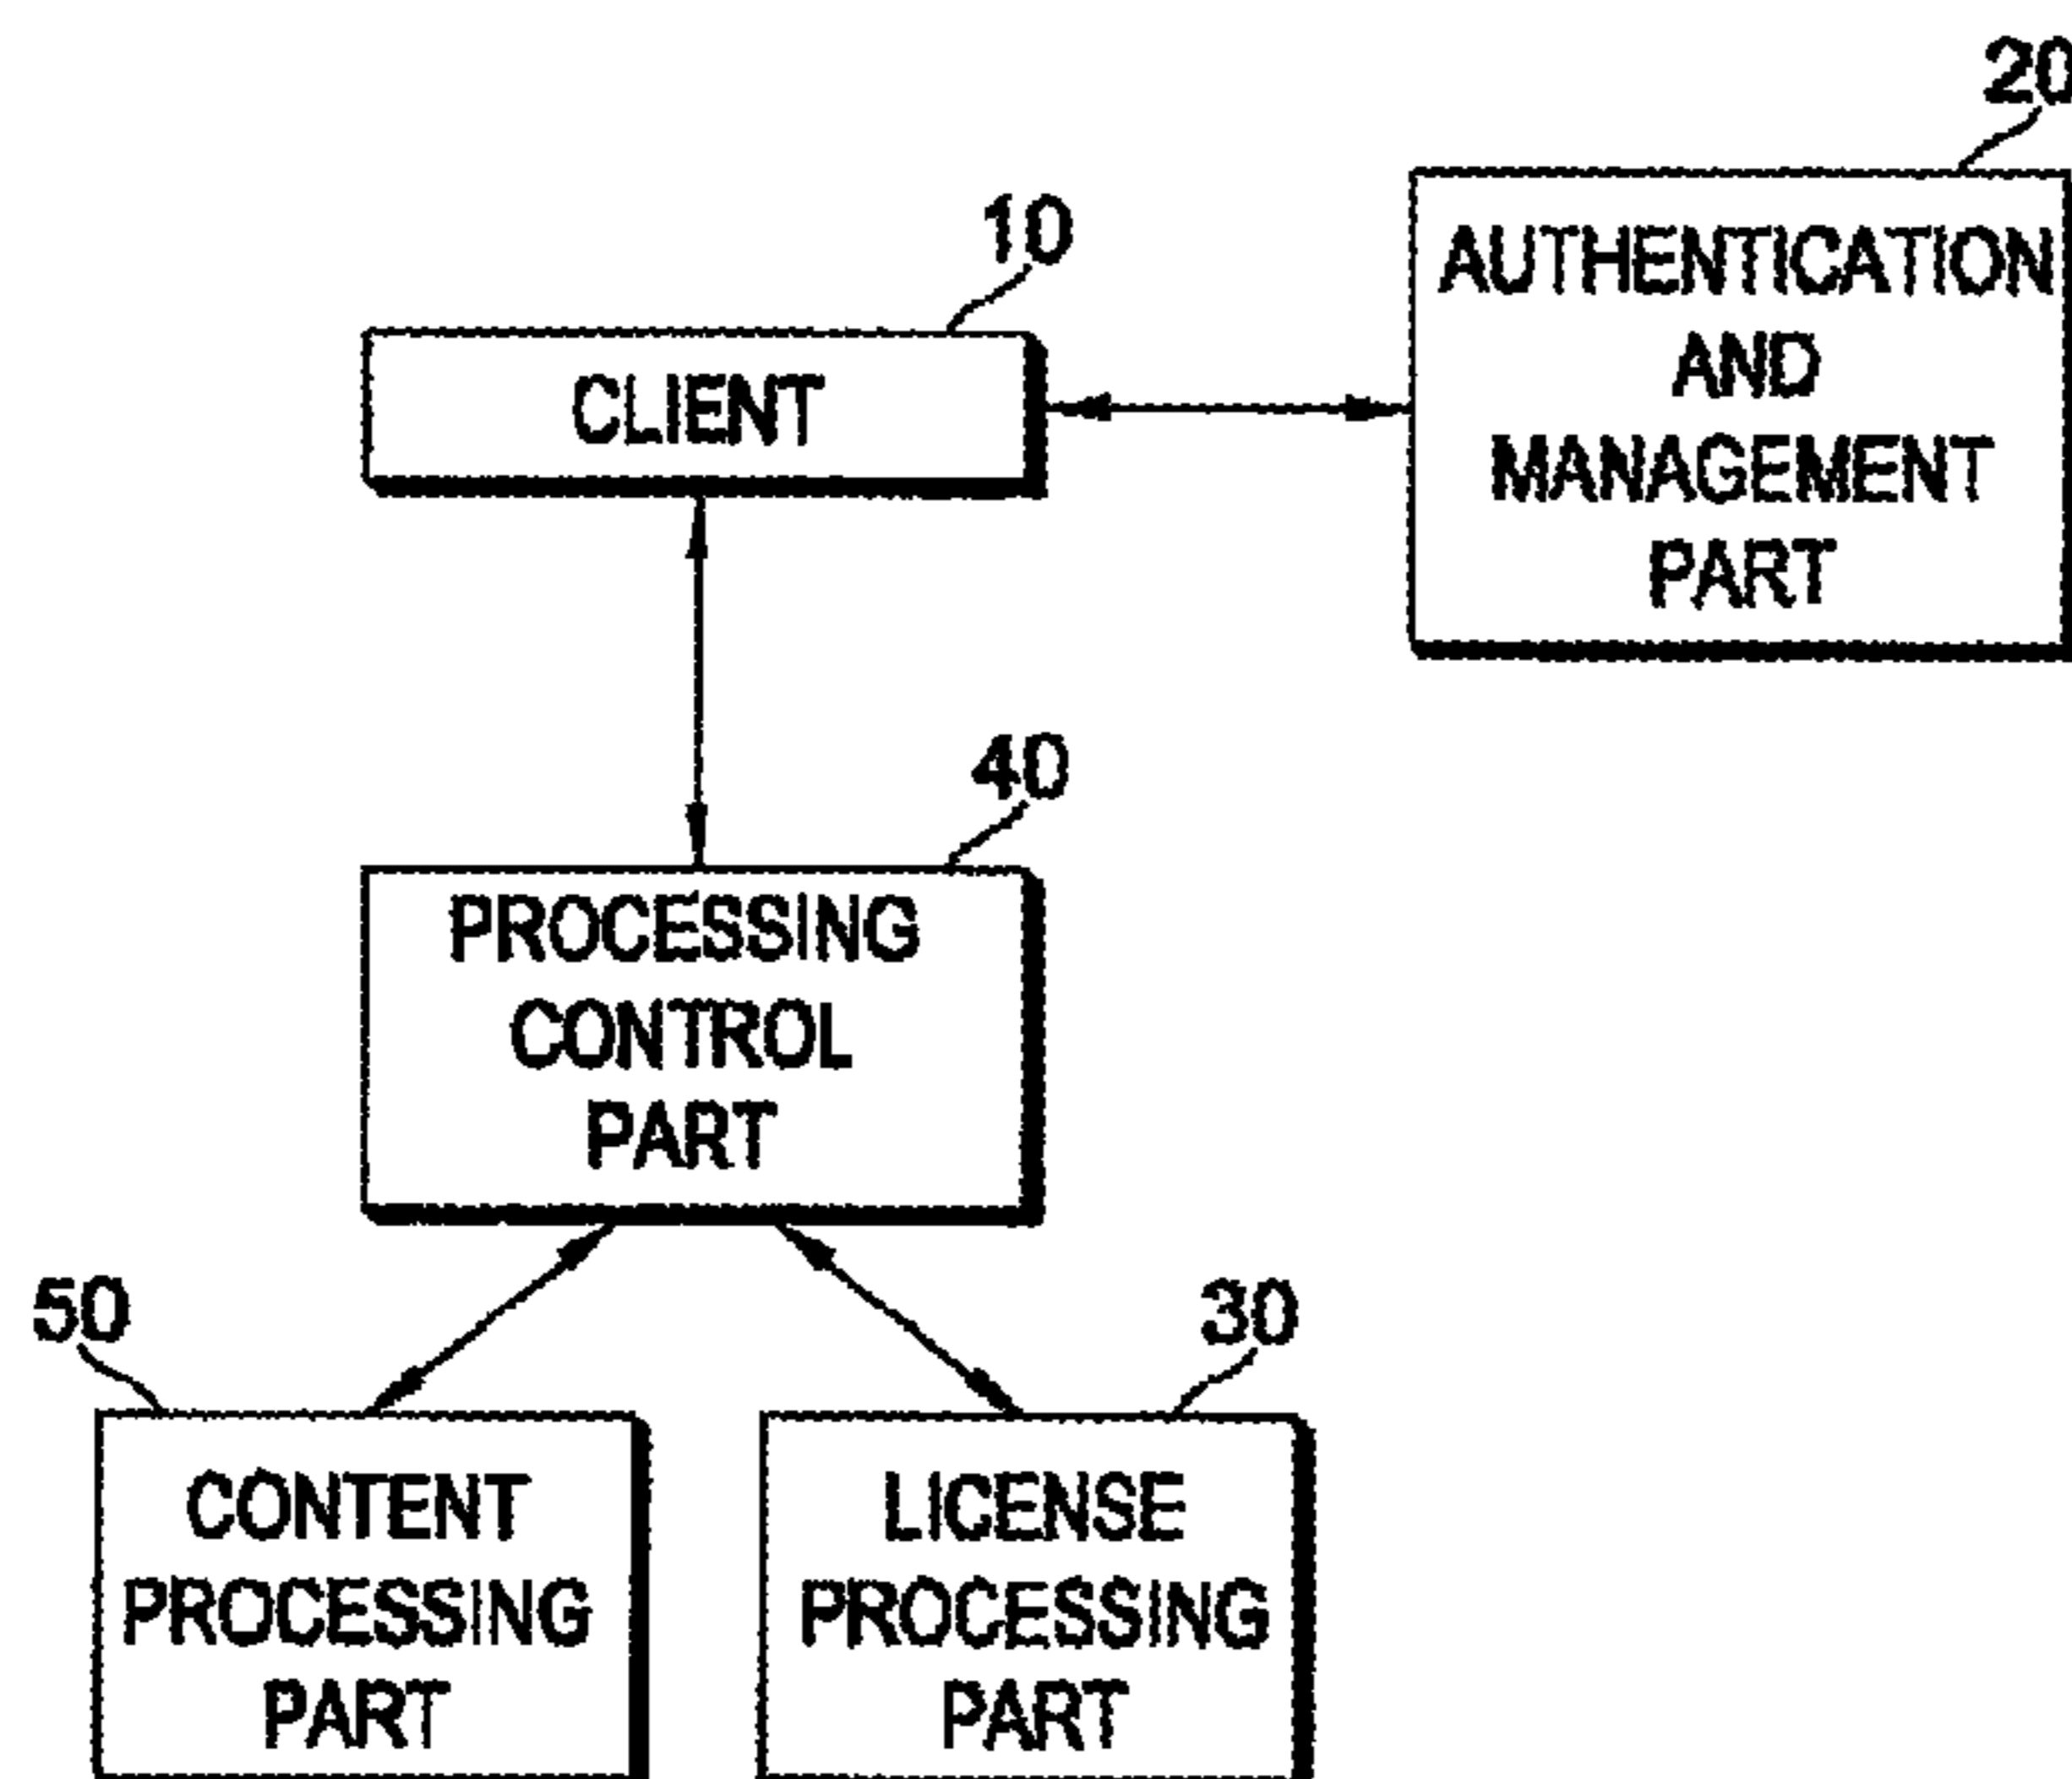 20
10
AUTHENTICATION
AND
MANAGEMENT
PART
CLIENT
40
PROCESSING
CONTROL
PART
50
30
CONTENT
PROCESSING
PART
LICENSE
PROCESSING
PART